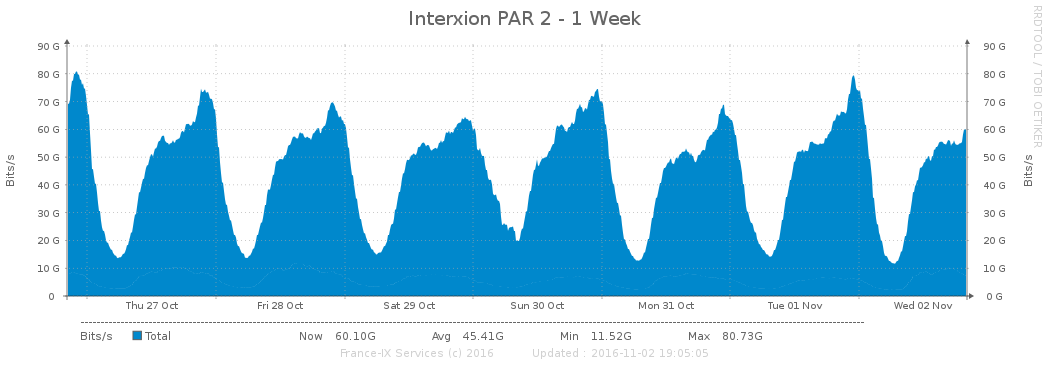 Interxion PAR 2 - 1 Week
RRDTOOL / TOBI OETIKER
90 G 90 G
80 G 80 G
70 G 70 G
60 G 60 G
50 G 50 G
40 G 40 G
30 G 30 G
20 G 20 G
10 G 10 G
0 0 G
Bits/s
Bits/s
Thu 27 Oct Fri 28 Oct Sat 29 Oct Sun 30 Oct Mon 31 Oct Tue 01 Nov Wed 02 Nov
Bits/s Total Now 60.10G Avg 45.41G Min 11.52G Max 80.73G
France-IX Services (c) 2016 Updated : 2016-11-02 19:05:05